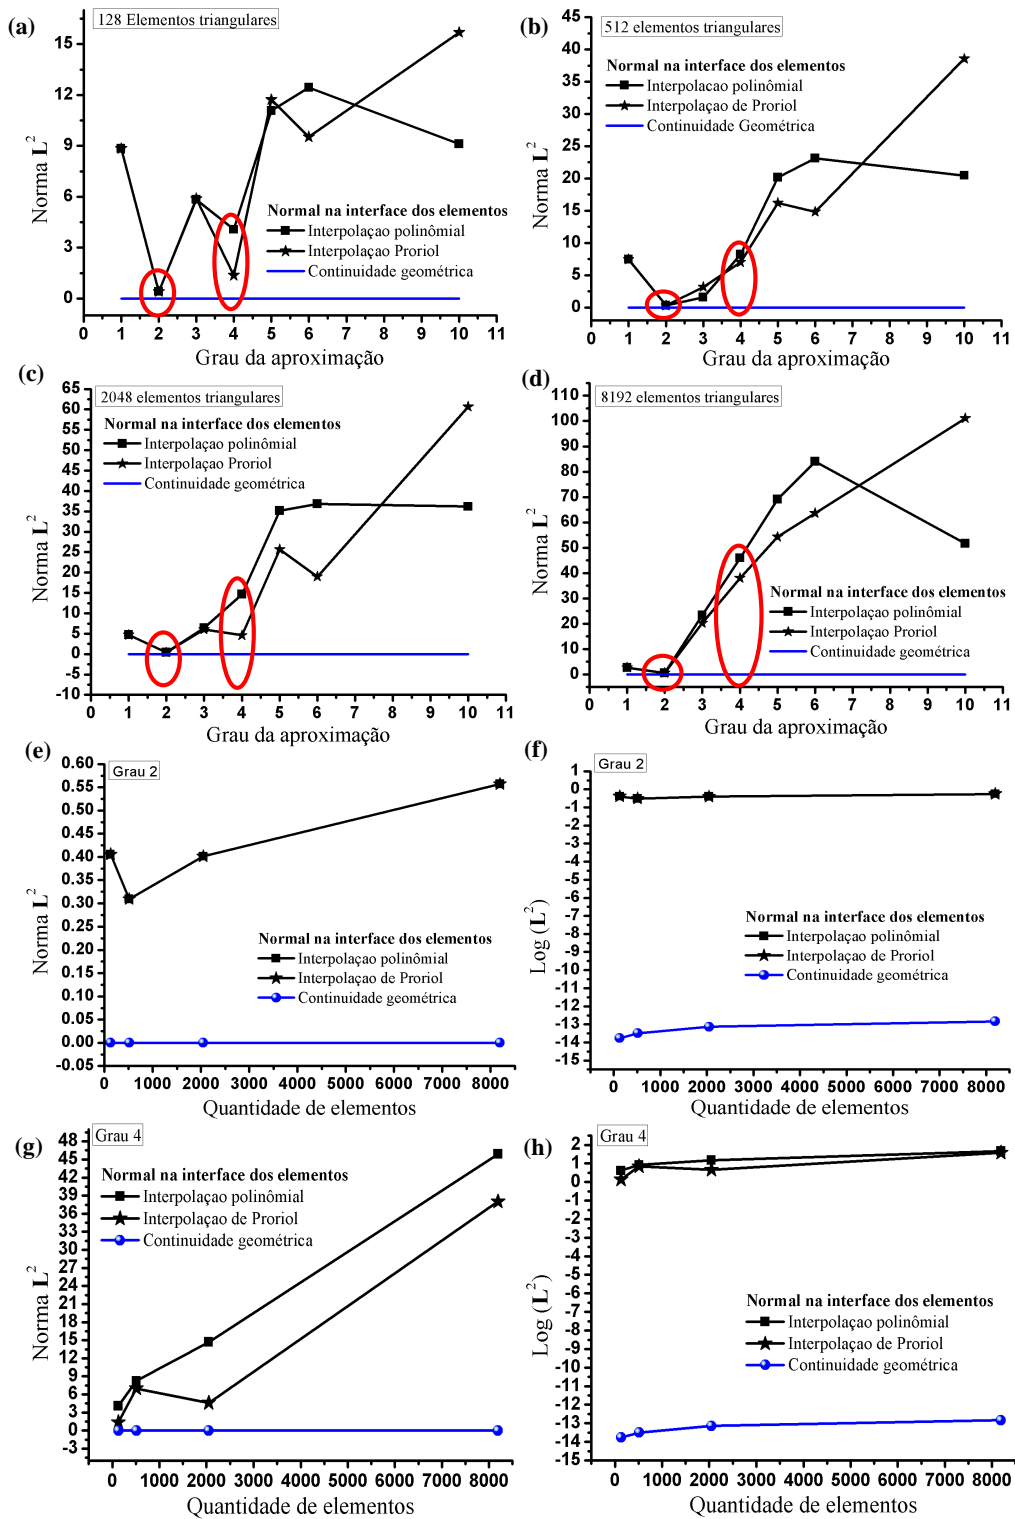 (a)
128 Elementos triangulares
15
12
9
6
3
0
Norma L²
Normal na interface dos elementos
Interpolaçao polinômial
Interpolaçao Proriol
Continuidade geométrica
0 1 2 3 4 5 6 7 8 9 10 11
Grau da aproximação
(b)
512 elementos triangulares
45
40
35
30
25
20
15
10
5
0
Norma L²
Normal na interface dos elementos
Interpolacao polinômial
Interpolaçao de Proriol
Continuidade Geométrica
0 1 2 3 4 5 6 7 8 9 10 11
Grau da aproximação
(c)
2048 elementos triangulares
65
60
55
50
45
40
35
30
25
20
15
10
5
0
-5
-10
Norma L²
Normal na interface dos elementos
Interpolaçao polinômial
Interpolaçao Proriol
Continuidade geométrica
0 1 2 3 4 5 6 7 8 9 10 11
Grau da aproximação
(d)
8192 elementos triangulares
110
100
90
80
70
60
50
40
30
20
10
0
Norma L²
Normal na interface dos elementos
Interpolaçao polinômial
Interpolaçao Proriol
Continuidade geométrica
0 1 2 3 4 5 6 7 8 9 10 11
Grau da aproximação
(e)
Grau 2
0.60
0.55
0.50
0.45
0.40
0.35
0.30
0.25
0.20
0.15
0.10
0.05
0.00
-0.05
Norma L²
Normal na interface dos elementos
Interpolaçao polinômial
Interpolaçao de Proriol
Continuidade geométrica
0 1000 2000 3000 4000 5000 6000 7000 8000
Quantidade de elementos
(f)
Grau 2
1
0
-1
-2
-3
-4
-5
-6
-7
-8
-9
-10
-11
-12
-13
-14
-15
Log (L²)
Normal na interface dos elementos
Interpolaçao polinômial
Interpolaçao de Proriol
Continuidade geométrica
0 1000 2000 3000 4000 5000 6000 7000 8000
Quantidade de elementos
(g)
Grau 4
48
45
42
39
36
33
30
27
24
21
18
15
12
9
6
3
0
-3
Norma L²
Normal na interface dos elementos
Interpolaçao polinômial
Interpolaçao de Proriol
Continuidade geométrica
0 1000 2000 3000 4000 5000 6000 7000 8000
Quantidade de elementos
(h)
Grau 4
2
1
0
-1
-2
-3
-4
-5
-6
-7
-8
-9
-10
-11
-12
-13
-14
-15
Log (L²)
Normal na interface dos elementos
Interpolaçao polinômial
Interpolaçao de Proriol
Continuidade geométrica
0 1000 2000 3000 4000 5000 6000 7000 8000
Quantidade de elementos